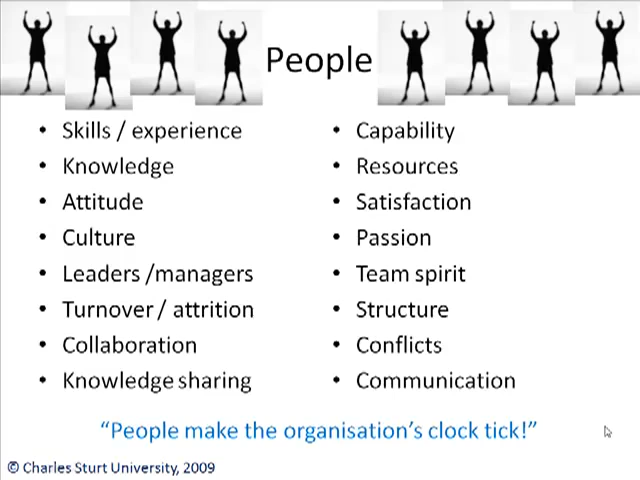 People
• Skills / experience
• Knowledge
• Attitude
• Culture
• Leaders /managers
• Turnover / attrition
• Collaboration
• Knowledge sharing
• Capability
• Resources
• Satisfaction
• Passion
• Team spirit
• Structure
• Conflicts
• Communication
“People make the organisation’s clock tick!”
© Charles Sturt University, 2009